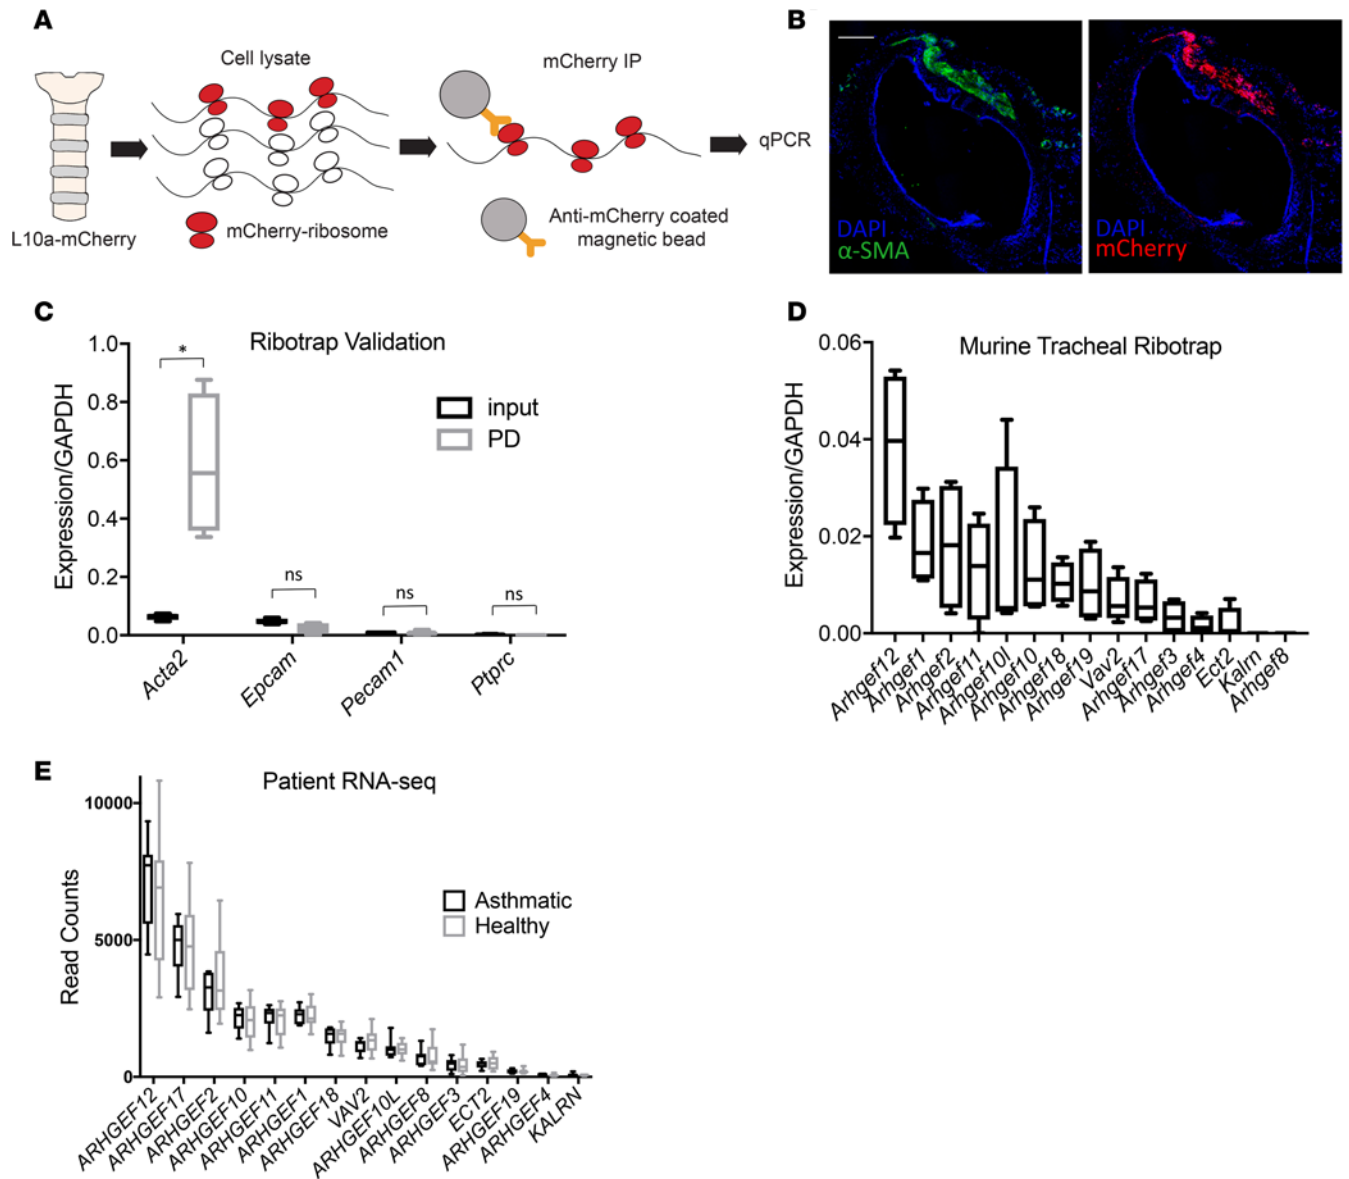 A
Cell lysate
mCherry IP
qPCR
L10a-mCherry
mCherry-ribosome
Anti-mCherry coated
magnetic bead
B
DAPI
α-SMA
DAPI
mCherry
C
Ribotrap Validation
Expression/GAPDH
1.0
0.8
0.6
0.4
0.2
0.0
*
ns
ns
ns
input
PD
Acta2
Epcam
Pecam1
Ptprc
D
Murine Tracheal Ribotrap
Expression/GAPDH
0.06
0.04
0.02
0.00
Arhgef12
Arhgef1
Arhgef2
Arhgef11
Arhgef10l
Arhgef10
Arhgef18
Arhgef19
Vav2
Arhgef17
Arhgef3
Arhgef4
Ect2
Kalrn
Arhgef8
E
Patient RNA-seq
Read Counts
10000
5000
0
Asthmatic
Healthy
ARHGEF12
ARHGEF17
ARHGEF2
ARHGEF10
ARHGEF11
ARHGEF1
ARHGEF18
VAV2
ARHGEF10L
ARHGEF8
ARHGEF3
ECT2
ARHGEF19
ARHGEF4
KALRN